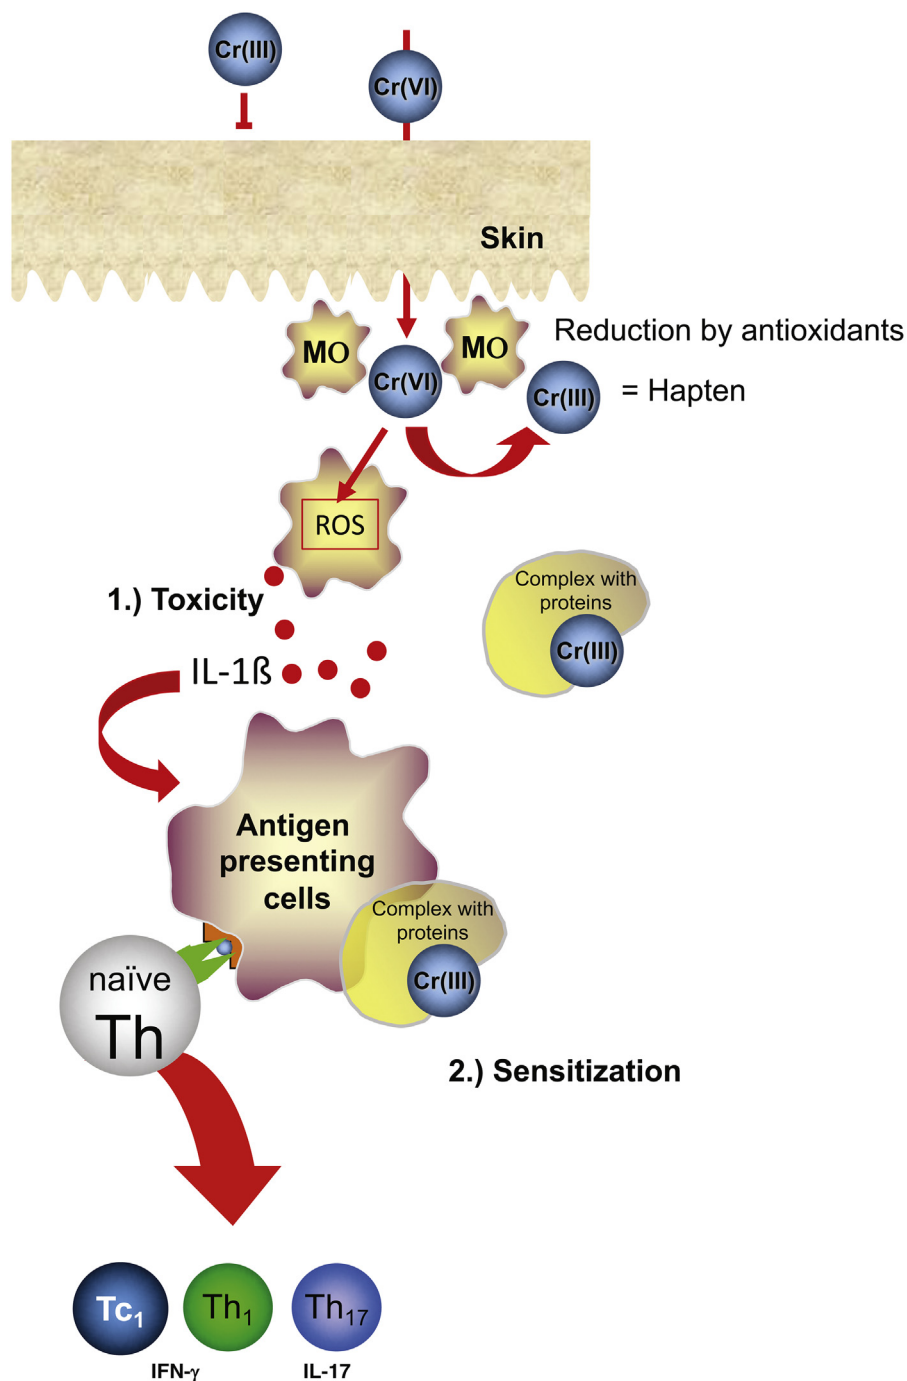 Cr(III)
Cr(VI)
Skin
Reduction by antioxidants
MO
MO
Cr(VI)
Cr(III)
= Hapten
ROS
Complex with
proteins
Cr(III)
1.) Toxicity
IL-1ß
Antigen
presenting
cells
Complex with
proteins
Cr(III)
naïve
Th
2.) Sensitization
Tc₁
Th₁
Th₁₇
IFN-γ
IL-17